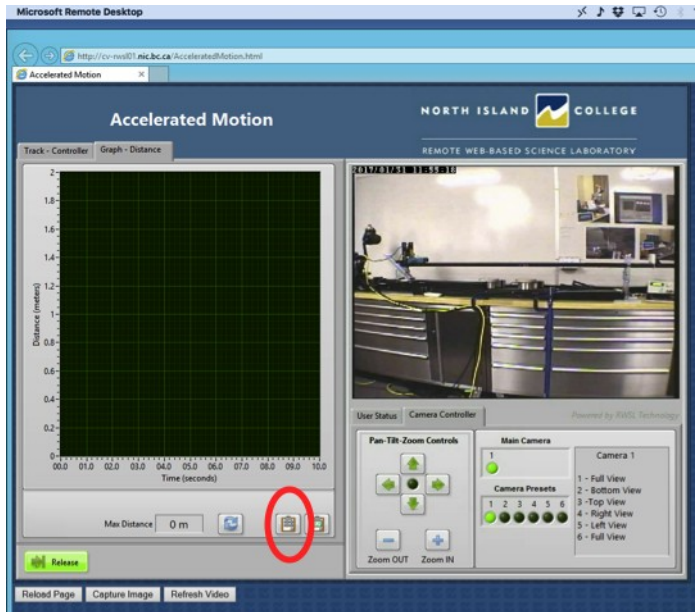 Microsoft Remote Desktop
http://cv-rwsl01.nic.bc.ca/AcceleratedMotion.html
Accelerated Motion
Accelerated Motion
NORTH ISLAND COLLEGE
REMOTE WEB-BASED SCIENCE LABORATORY
Track - Controller Graph - Distance
2
1.8
1.6
1.4
1.2
1
0.8
0.6
0.4
0.2
0
Distance (meters)
00.0 01.0 02.0 03.0 04.0 05.0 06.0 07.0 08.0 09.0 10.0
Time (seconds)
Max Distance 0 m
Release
2017/01/31 11:55:16
User Status Camera Controller
Powered by RWSL Technology
Pan-Tilt-Zoom Controls
Zoom OUT Zoom IN
Main Camera
1
Camera Presets
1 2 3 4 5 6
Camera 1
1 - Full View
2 - Bottom View
3 -Top View
4 - Right View
5 - Left View
6 - Full View
Reload Page Capture Image Refresh Video